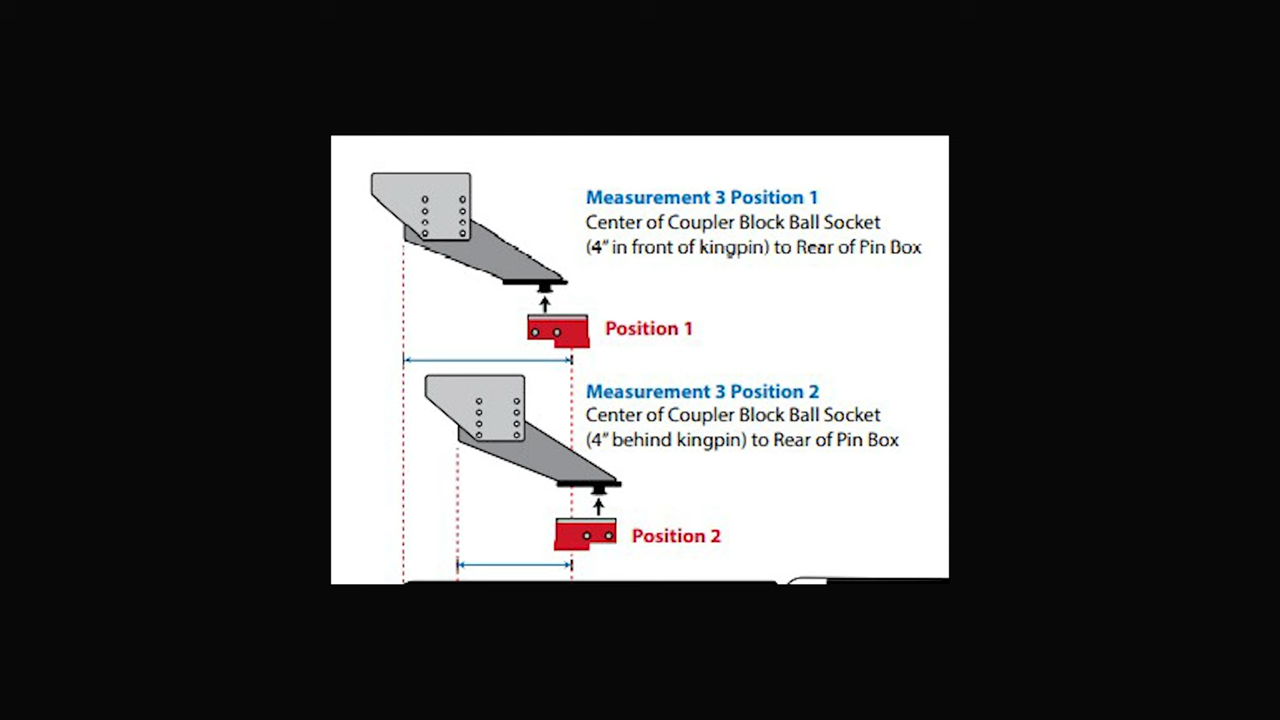 Measurement 3 Position 1
Center of Coupler Block Ball Socket
(4" in front of kingpin) to Rear of Pin Box
Position 1
Measurement 3 Position 2
Center of Coupler Block Ball Socket
(4" behind kingpin) to Rear of Pin Box
Position 2